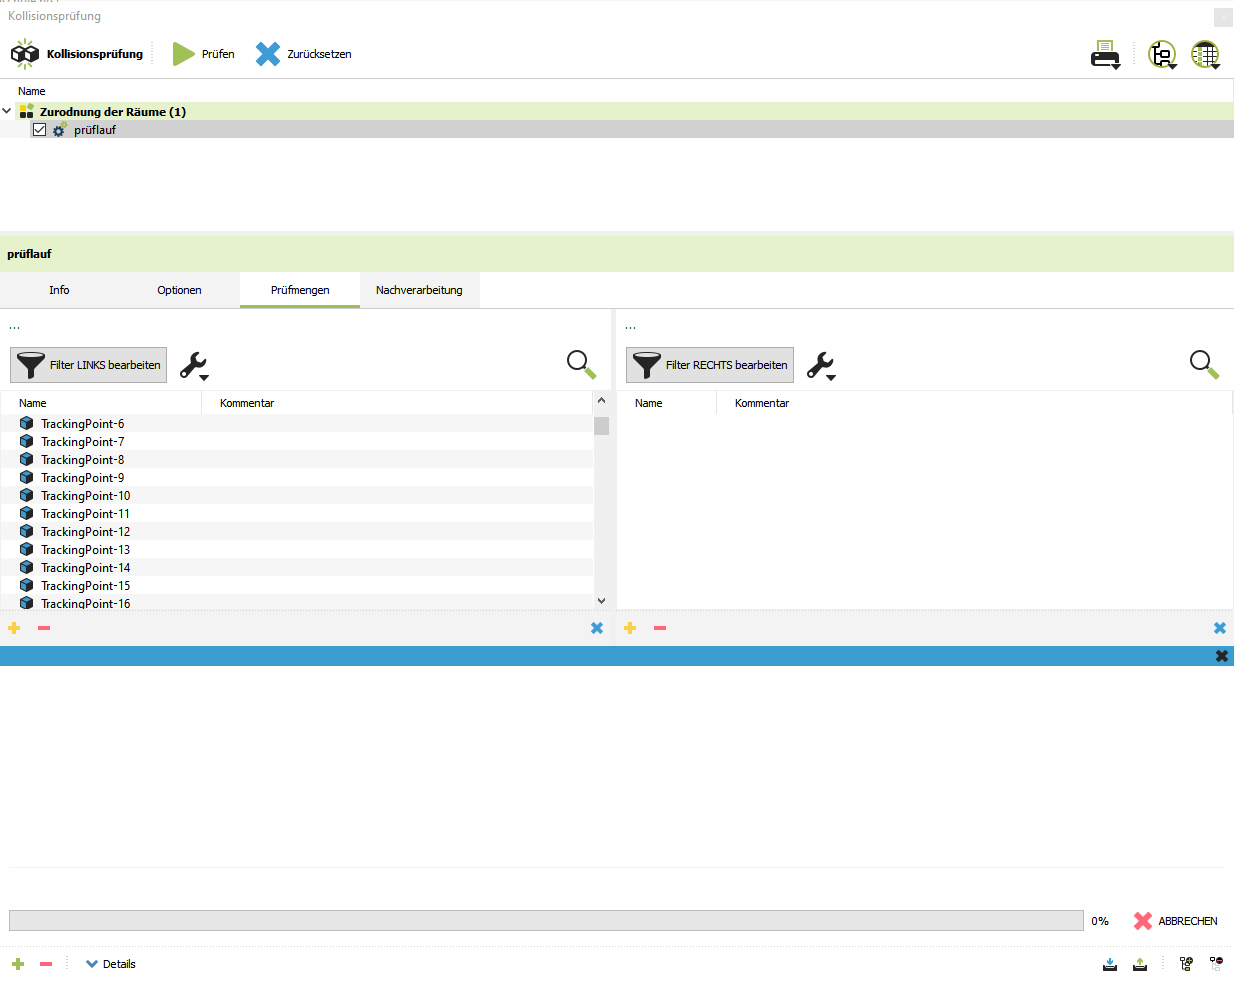 Kollisionsprüfung
Kollisionsprüfung Prüfen Zurücksetzen
Name
Zurodnung der Räume (1)
prüflauf
prüflauf
Info Optionen Prüfmengen Nachverarbeitung
... ...
Filter LINKS bearbeiten Filter RECHTS bearbeiten
Name Kommentar Name Kommentar
TrackingPoint-6
TrackingPoint-7
TrackingPoint-8
TrackingPoint-9
TrackingPoint-10
TrackingPoint-11
TrackingPoint-12
TrackingPoint-13
TrackingPoint-14
TrackingPoint-15
TrackingPoint-16
0% ABBRECHEN
Details